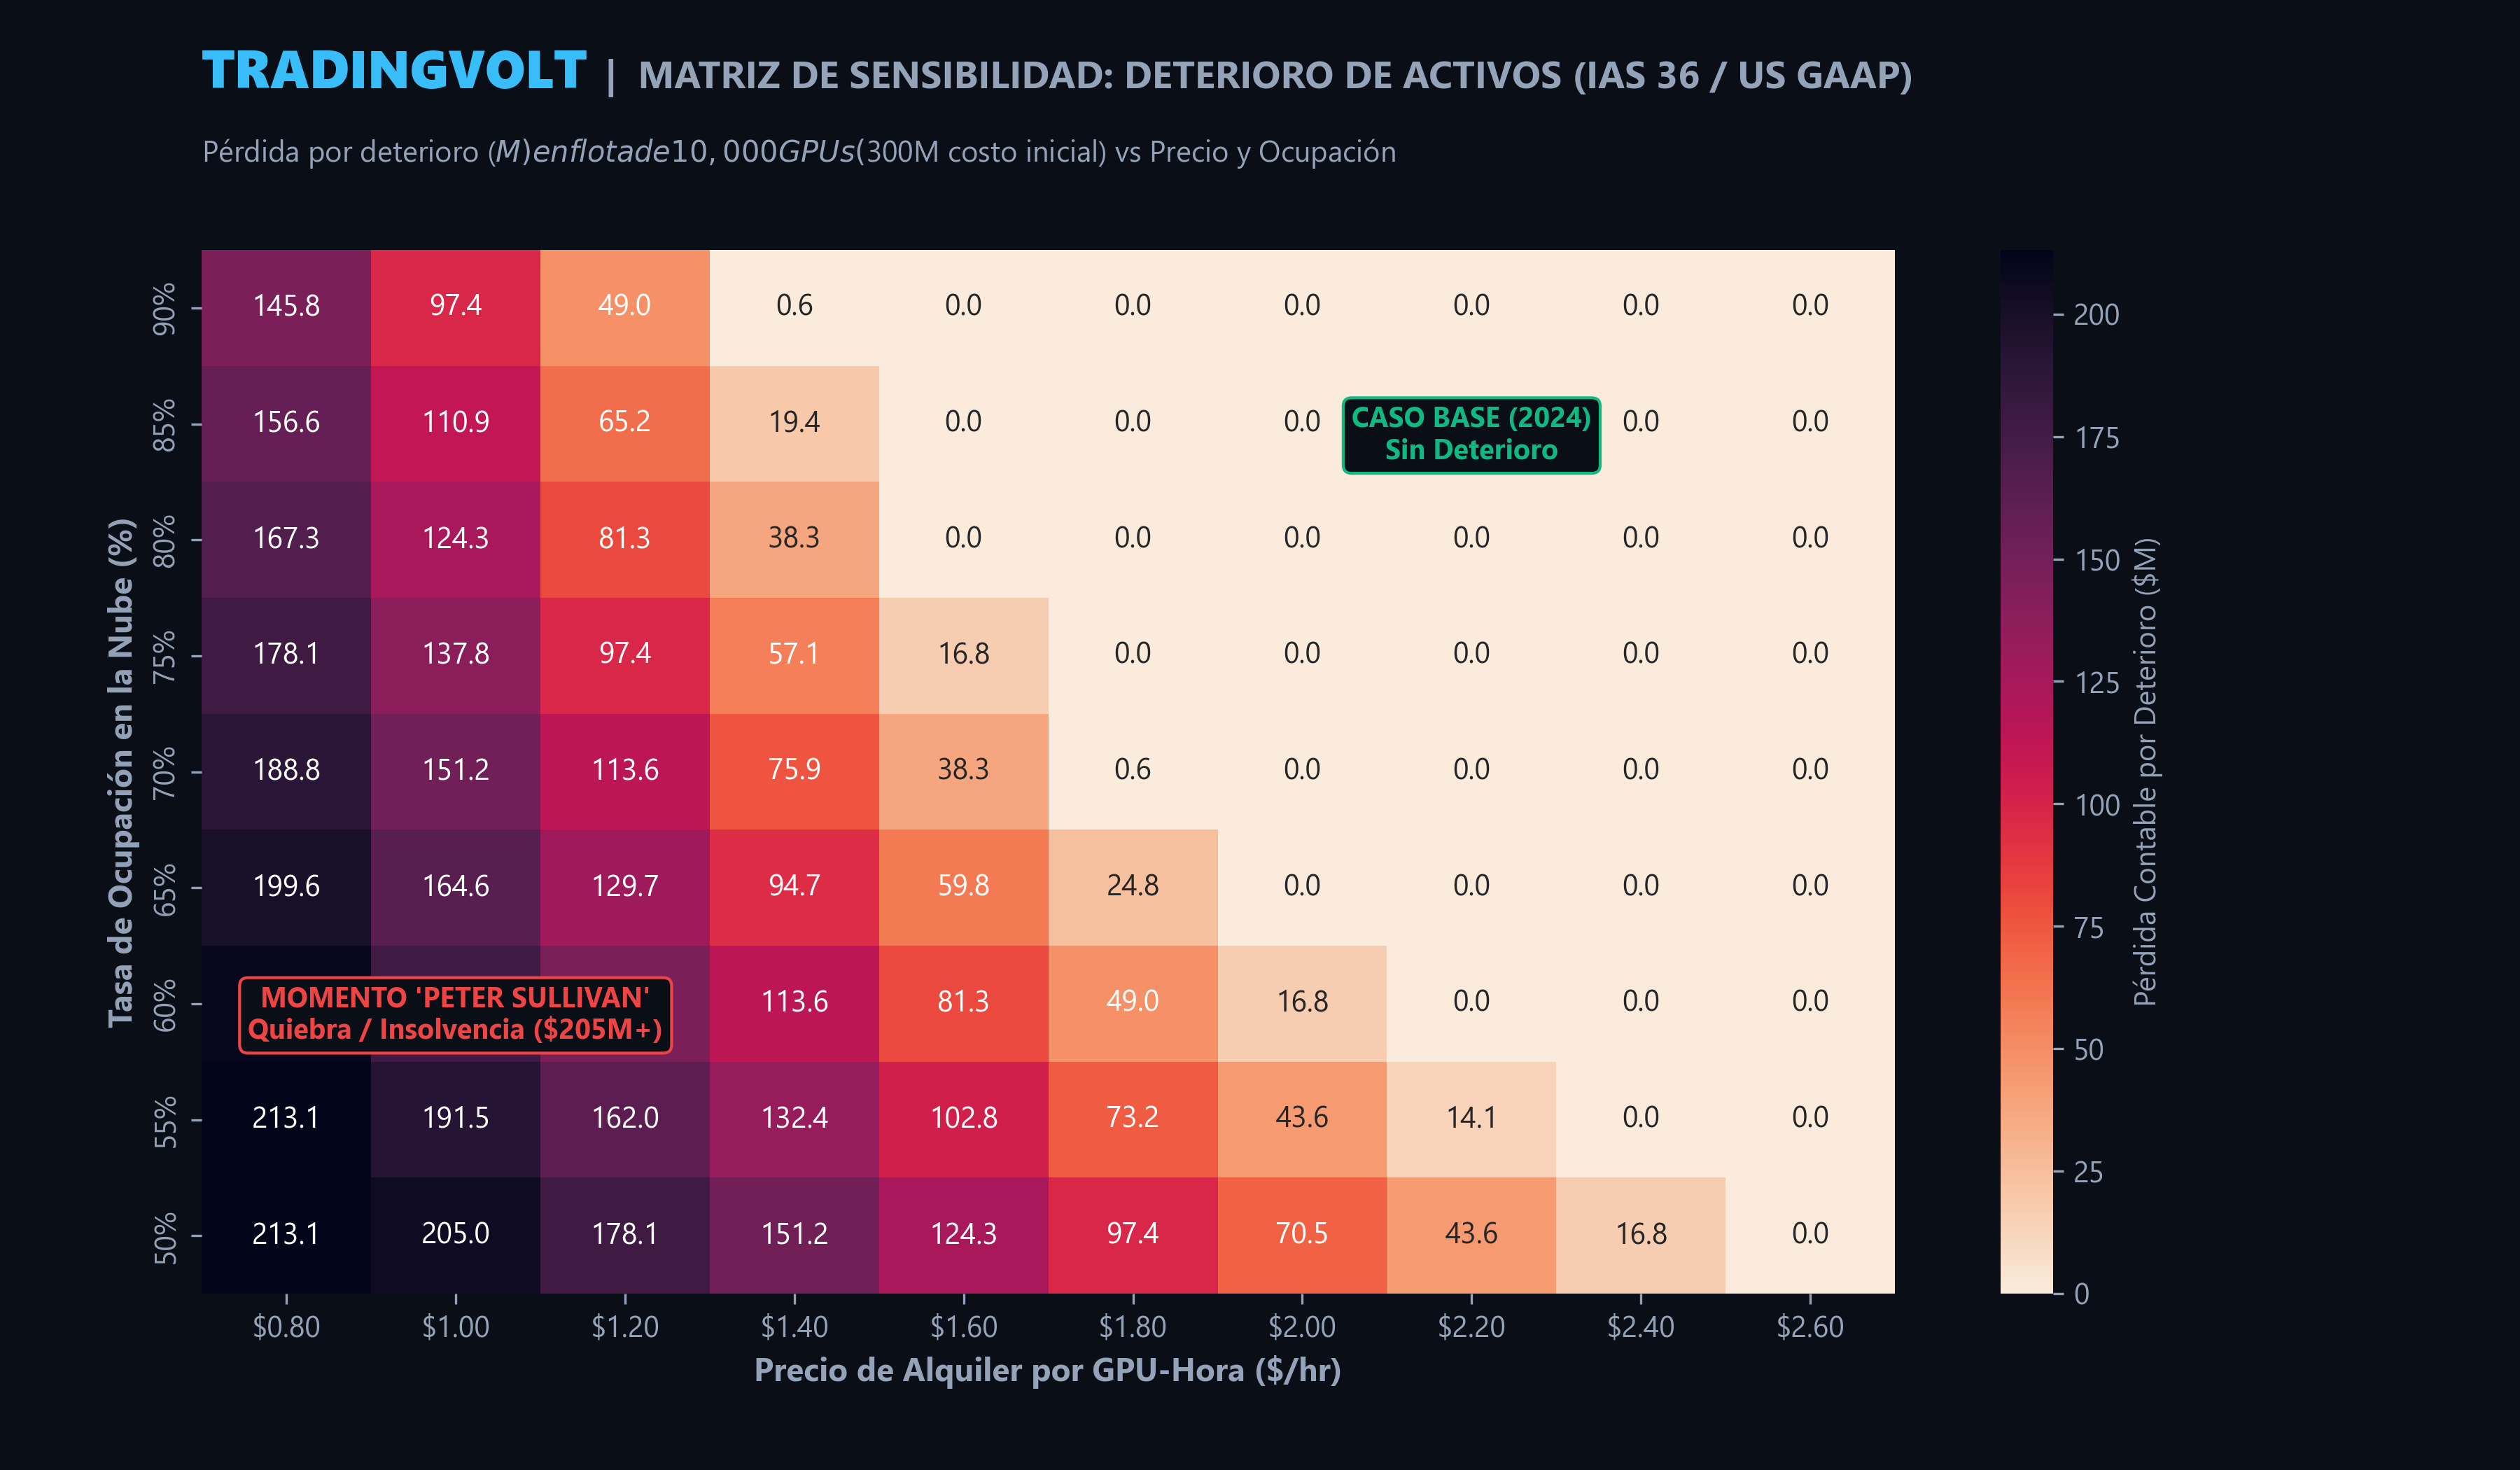 TRADINGVOLT | MATRIZ DE SENSIBILIDAD: DETERIORO DE ACTIVOS (IAS 36 / US GAAP)
Pérdida por deterioro (M)enflotade10,000GPUs(300M costo inicial) vs Precio y Ocupación
Tasa de Ocupación en la Nube (%)
90% 145.8 97.4 49.0 0.6 0.0 0.0 0.0 0.0 0.0 0.0
85% 156.6 110.9 65.2 19.4 0.0 0.0 0.0 0.0 0.0
CASO BASE (2024)
Sin Deterioro
80% 167.3 124.3 81.3 38.3 0.0 0.0 0.0 0.0 0.0 0.0
75% 178.1 137.8 97.4 57.1 16.8 0.0 0.0 0.0 0.0 0.0
70% 188.8 151.2 113.6 75.9 38.3 0.6 0.0 0.0 0.0 0.0
65% 199.6 164.6 129.7 94.7 59.8 24.8 0.0 0.0 0.0 0.0
60% 113.6 81.3 49.0 16.8 0.0 0.0 0.0
MOMENTO 'PETER SULLIVAN'
Quiebra / Insolvencia ($205M+)
55% 213.1 191.5 162.0 132.4 102.8 73.2 43.6 14.1 0.0 0.0
50% 213.1 205.0 178.1 151.2 124.3 97.4 70.5 43.6 16.8 0.0
$0.80 $1.00 $1.20 $1.40 $1.60 $1.80 $2.00 $2.20 $2.40 $2.60
Precio de Alquiler por GPU-Hora ($/hr)
200
175
150
125
100
75
50
25
0
Pérdida Contable por Deterioro ($M)